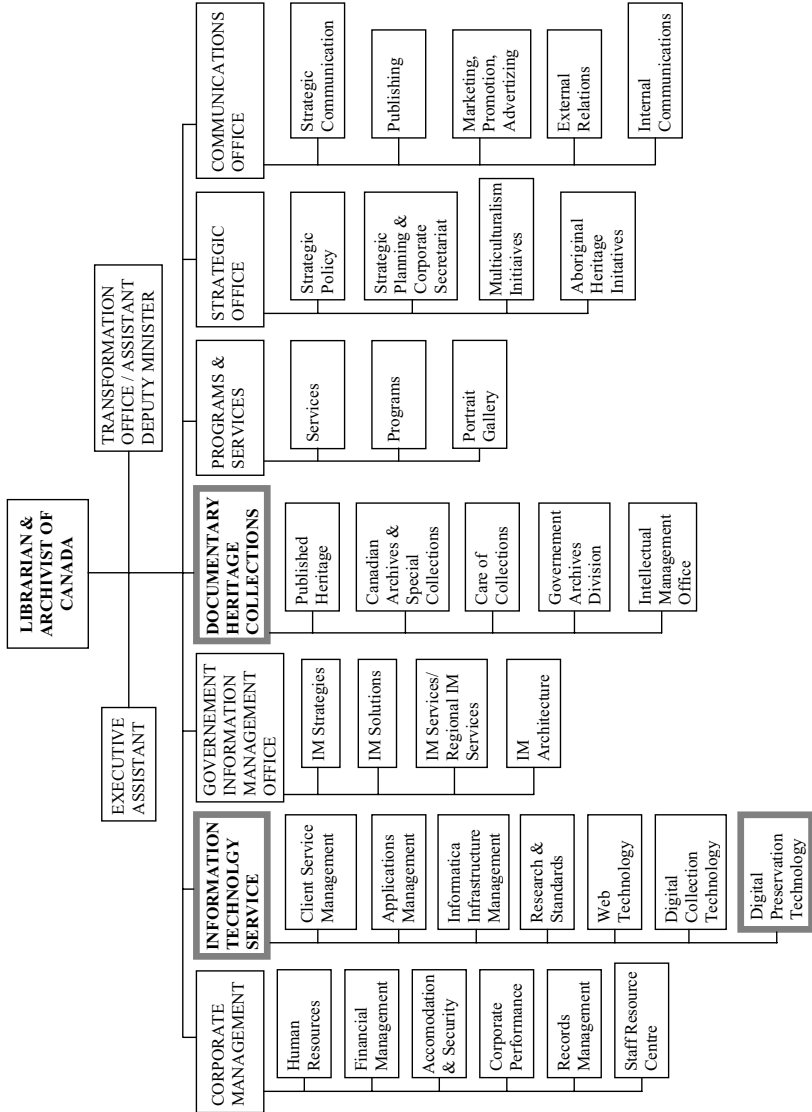 LIBRARIAN &
ARCHIVIST OF
CANADA
EXECUTIVE
ASSISTANT
TRANSFORMATION
OFFICE / ASSISTANT
DEPUTY MINISTER
CORPORATE
MANAGEMENT
Human
Resources
Financial
Management
Accomodation
& Security
Corporate
Performance
Records
Management
Staff Resource
Centre
INFORMATION
TECHNOLGY
SERVICE
Client Service
Management
Applications
Management
Informatica
Infrastructure
Management
Research &
Standards
Web
Technology
Digital
Collection
Technology
Digital
Preservation
Technology
GOVERNEMENT
INFORMATION
MANAGEMENT
OFFICE
IM Strategies
IM Solutions
IM Services/
Regional IM
Services
IM
Architecture
DOCUMENTARY
HERITAGE
COLLECTIONS
Published
Heritage
Canadian
Archives &
Special
Collections
Care of
Collections
Governement
Archives
Division
Intellectual
Management
Office
PROGRAMS &
SERVICES
Services
Programs
Portrait
Gallery
STRATEGIC
OFFICE
Strategic
Policy
Strategic
Planning &
Corporate
Secretariat
Multiculturalism
Initiaives
Aboriginal
Heritage
Initatives
COMMUNICATIONS
OFFICE
Strategic
Communication
Publishing
Marketing,
Promotion,
Advertizing
External
Relations
Internal
Communications